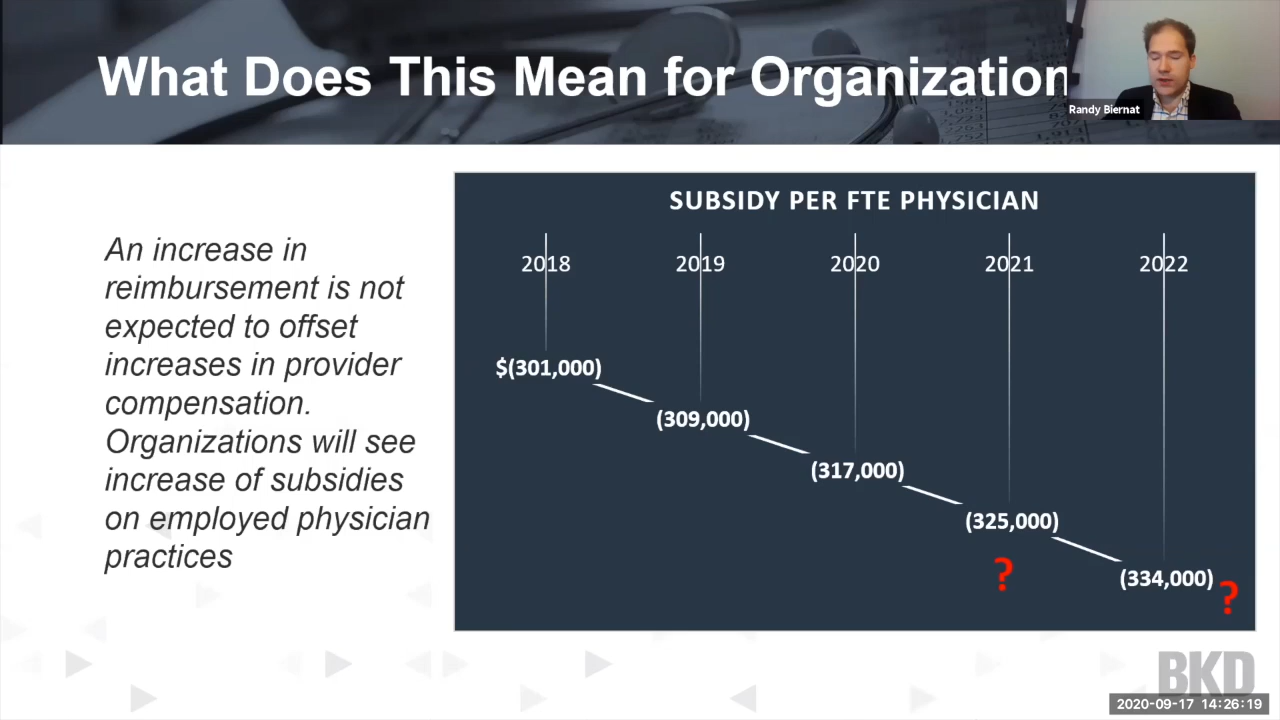 What Does This Mean for Organization
Randy Biernat
An increase in
reimbursement is not
expected to offset
increases in provider
compensation.
Organizations will see
increase of subsidies
on employed physician
practices
SUBSIDY PER FTE PHYSICIAN
2018 2019 2020 2021 2022
$(301,000)
(309,000)
(317,000)
(325,000)
?
(334,000)
?
BKD
2020-09-17 14:26:19